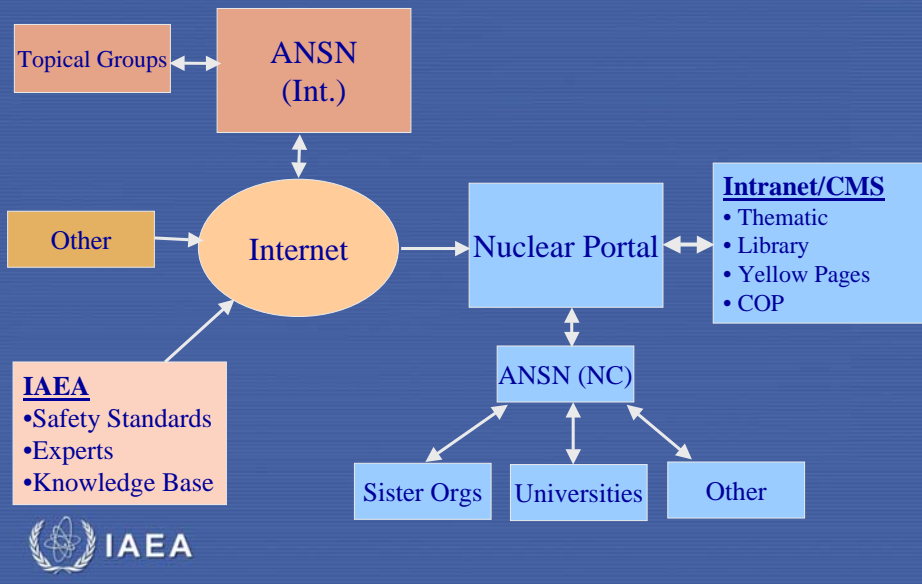 Topical Groups
ANSN
(Int.)
Other
Internet
Nuclear Portal
Intranet/CMS
• Thematic
• Library
• Yellow Pages
• COP
IAEA
•Safety Standards
•Experts
•Knowledge Base
ANSN (NC)
Sister Orgs
Universities
Other
IAEA